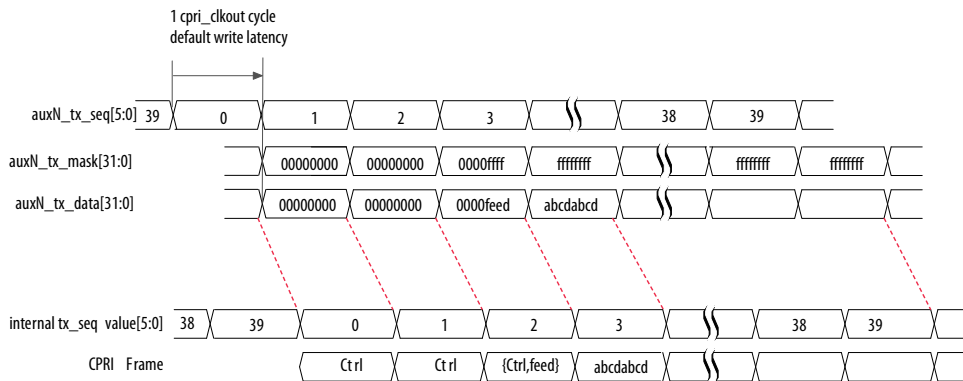 1 cpri_clkout cycle
default write latency
auxN_tx_seq[5:0] 39 0 1 2 3 38 39
auxN_tx_mask[31:0] 00000000 00000000 0000ffff ffffffff ffffffff ffffffff
auxN_tx_data[31:0] 00000000 00000000 0000feed abcdabcd
internal tx_seq value[5:0] 38 39 0 1 2 3 38 39
CPRI Frame Ctrl Ctrl {Ctrl,feed} abcdabcd